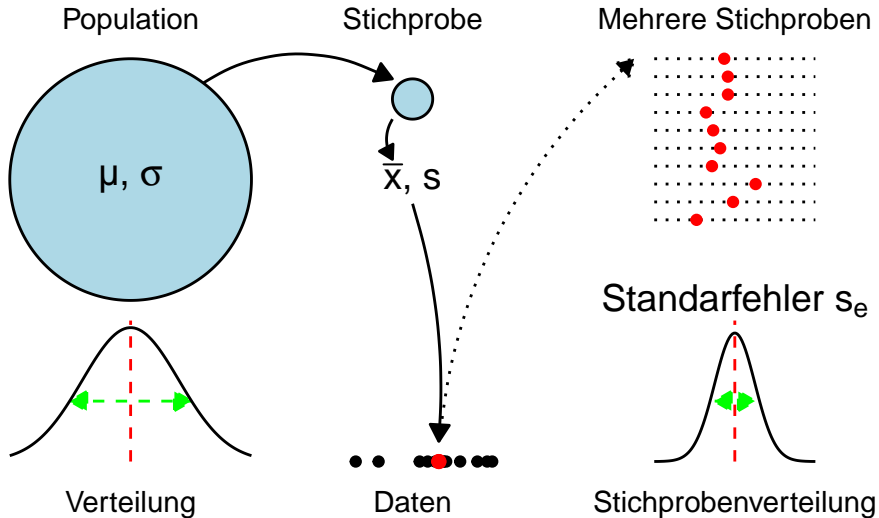 Population
Stichprobe
Mehrere Stichproben
μ, σ
x̅, s
Standarfehler sₑ
Verteilung
Daten
Stichprobenverteilung